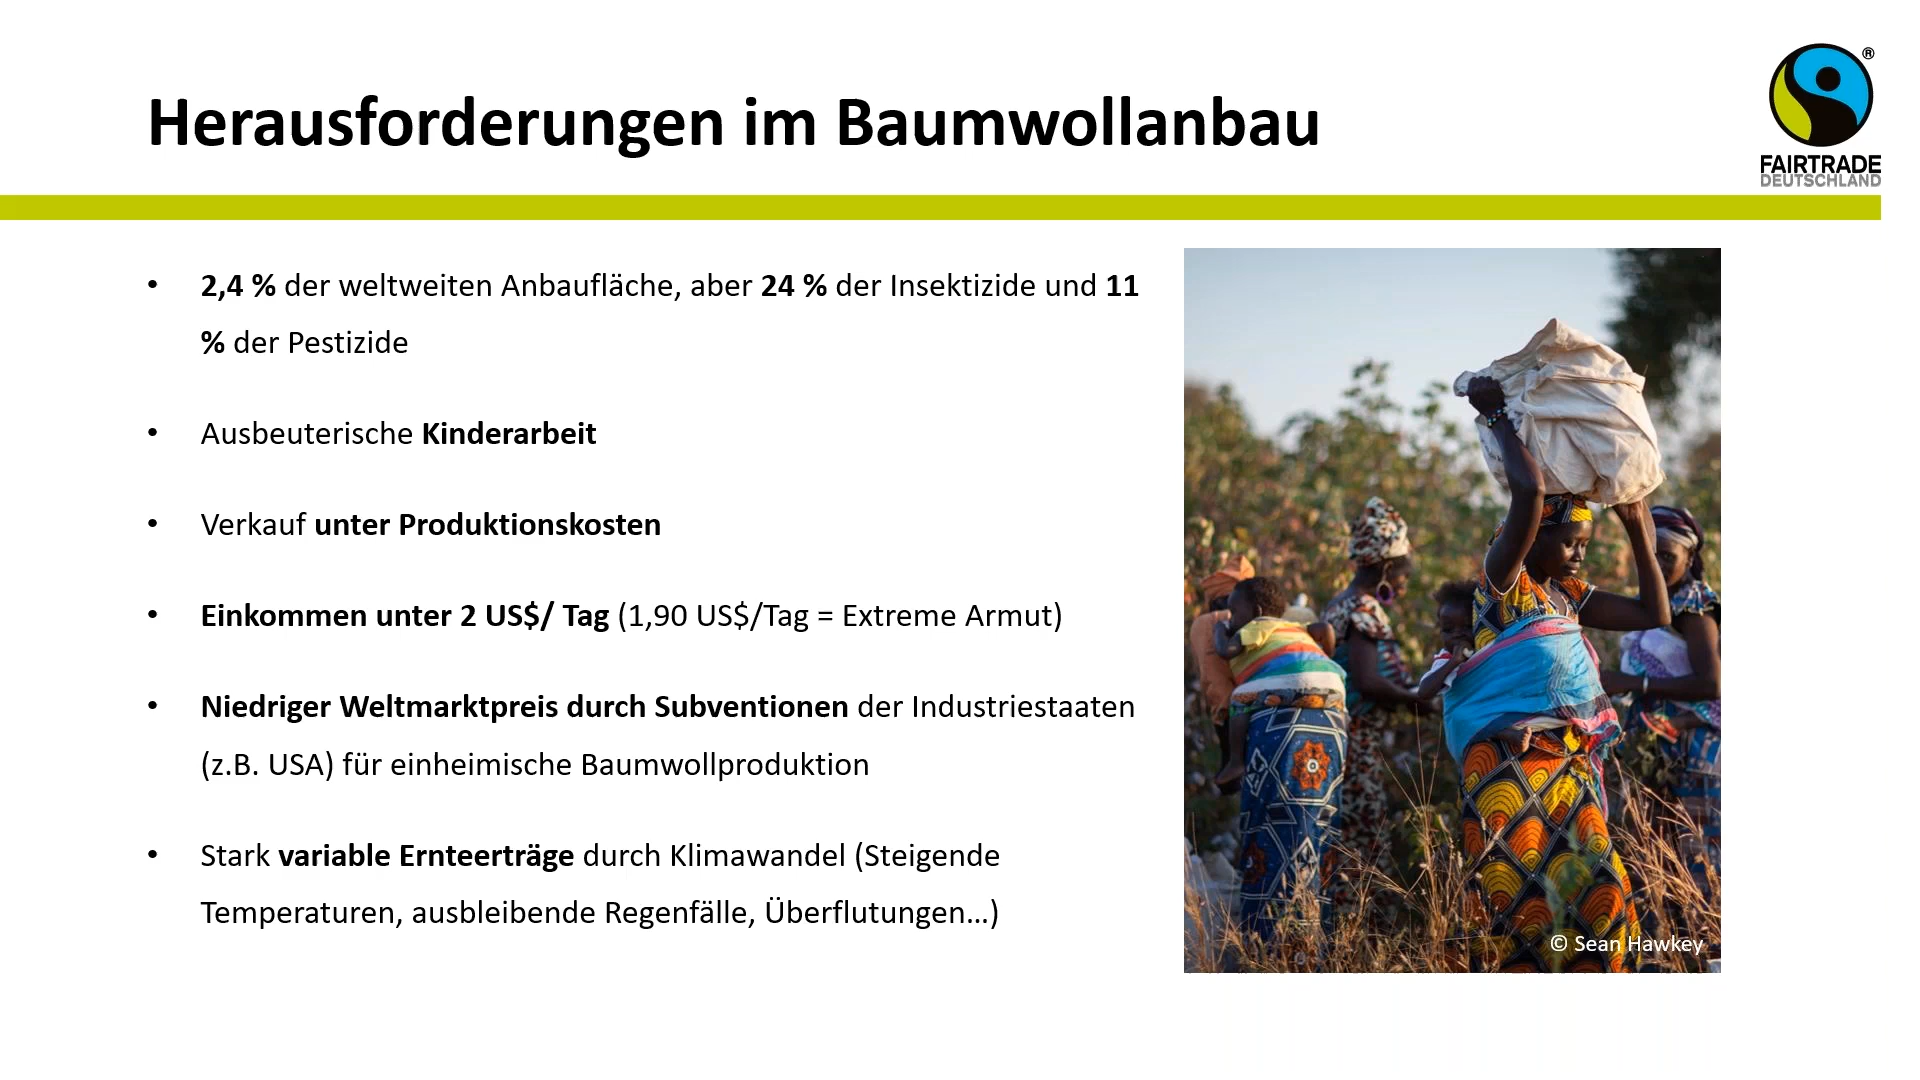 Herausforderungen im Baumwollanbau
®
FAIRTRADE
DEUTSCHLAND
• 2,4 % der weltweiten Anbaufläche, aber 24 % der Insektizide und 11
% der Pestizide
• Ausbeuterische Kinderarbeit
• Verkauf unter Produktionskosten
• Einkommen unter 2 US$/ Tag (1,90 US$/Tag = Extreme Armut)
• Niedriger Weltmarktpreis durch Subventionen der Industriestaaten
(z.B. USA) für einheimische Baumwollproduktion
• Stark variable Ernteerträge durch Klimawandel (Steigende
Temperaturen, ausbleibende Regenfälle, Überflutungen…)
© Sean Hawkey